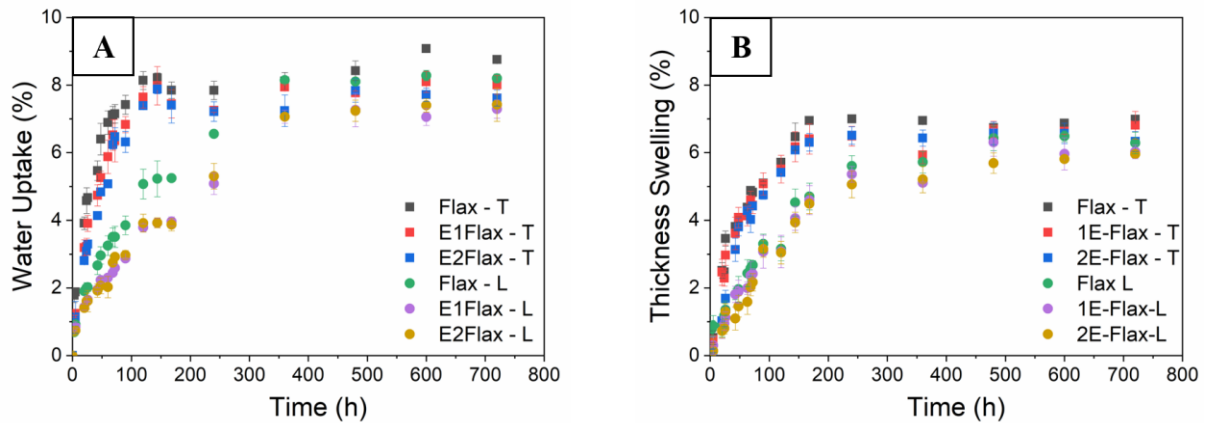 A
Water Uptake (%)
10
8
6
4
2
0
0 100 200 300 400 500 600 700 800
Time (h)
Flax - T
E1Flax - T
E2Flax - T
Flax - L
E1Flax - L
E2Flax - L
B
Thickness Swelling (%)
10
8
6
4
2
0
0 100 200 300 400 500 600 700 800
Time (h)
Flax - T
1E-Flax - T
2E-Flax - T
Flax L
1E-Flax-L
2E-Flax-L